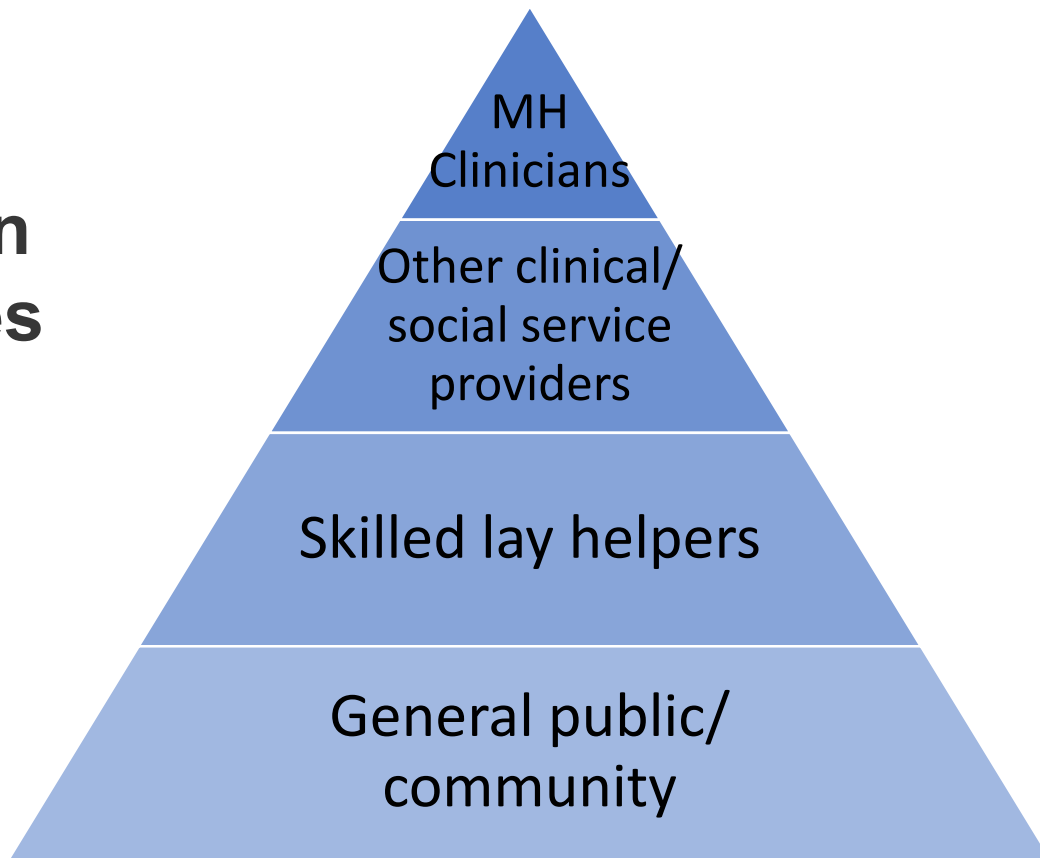 MH
Clinicians
Other clinical/
social service
providers
Skilled lay helpers
General public/
community